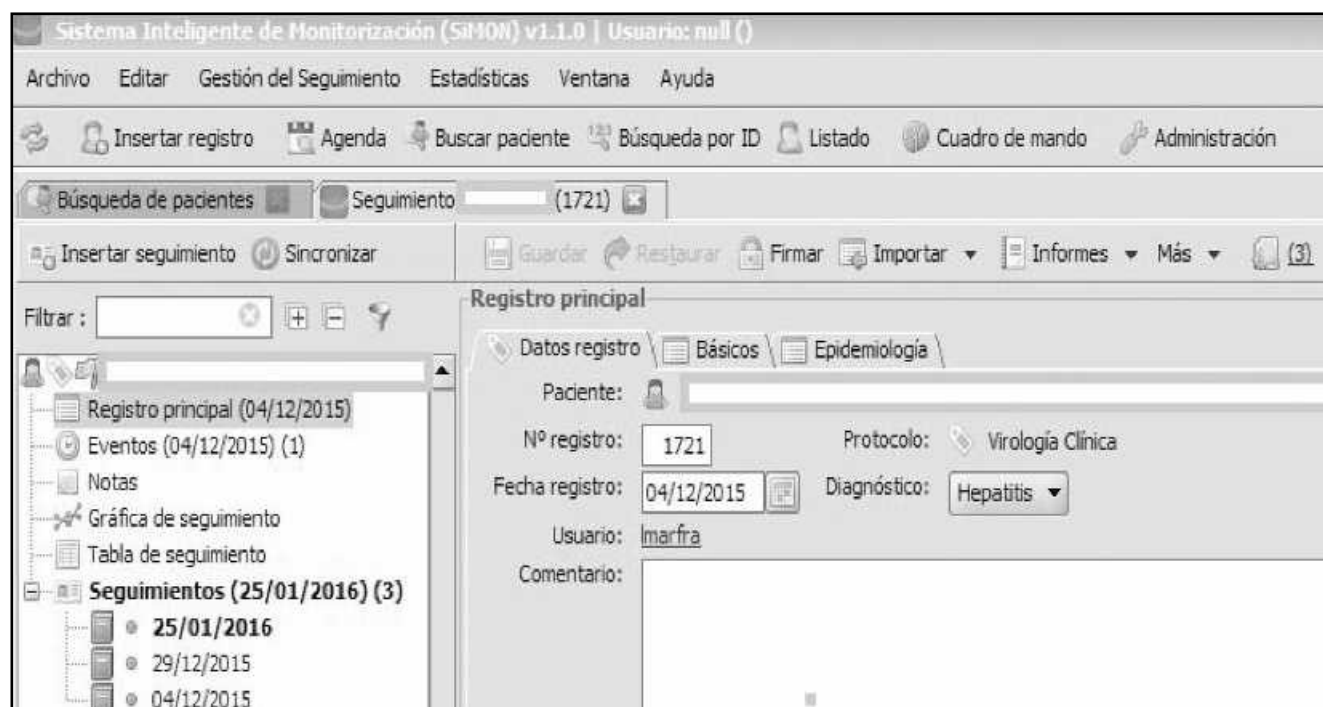 Sistema Inteligente de Monitorización (SiMON) v1.1.0 | Usuario: null ()
Archivo Editar Gestión del Seguimiento Estadísticas Ventana Ayuda
Insertar registro Agenda Buscar paciente Búsqueda por ID Listado Cuadro de mando Administración
Búsqueda de pacientes Seguimiento (1721)
Insertar seguimiento Sincronizar Guardar Restaurar Firmar Importar Informes Más (3)
Filtrar :
Registro principal
Datos registro Básicos Epidemiología
Paciente:
Registro principal (04/12/2015)
Eventos (04/12/2015) (1)
Notas
Gráfica de seguimiento
Tabla de seguimiento
Seguimientos (25/01/2016) (3)
25/01/2016
29/12/2015
04/12/2015
Nº registro: 1721 Protocolo: Virología Clínica
Fecha registro: 04/12/2015 Diagnóstico: Hepatitis
Usuario: lmarfra
Comentario: